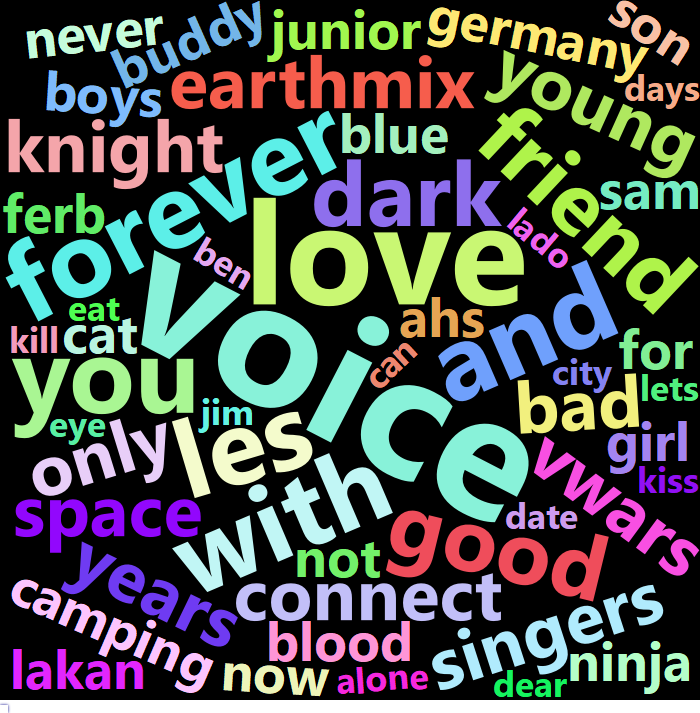 never
buddy
junior
germany
son
boys
earthmix
young
days
knight
forever
blue
friend
dark
sam
ferb
love
lado
ben
voice
and
eat
ahs
kill
cat
can
for
you
city
lets
bad
jim
eye
les
only
girl
vwars
kiss
with
space
good
date
not
years
connect
camping
singers
blood
lakan
now
alone
dear
ninja